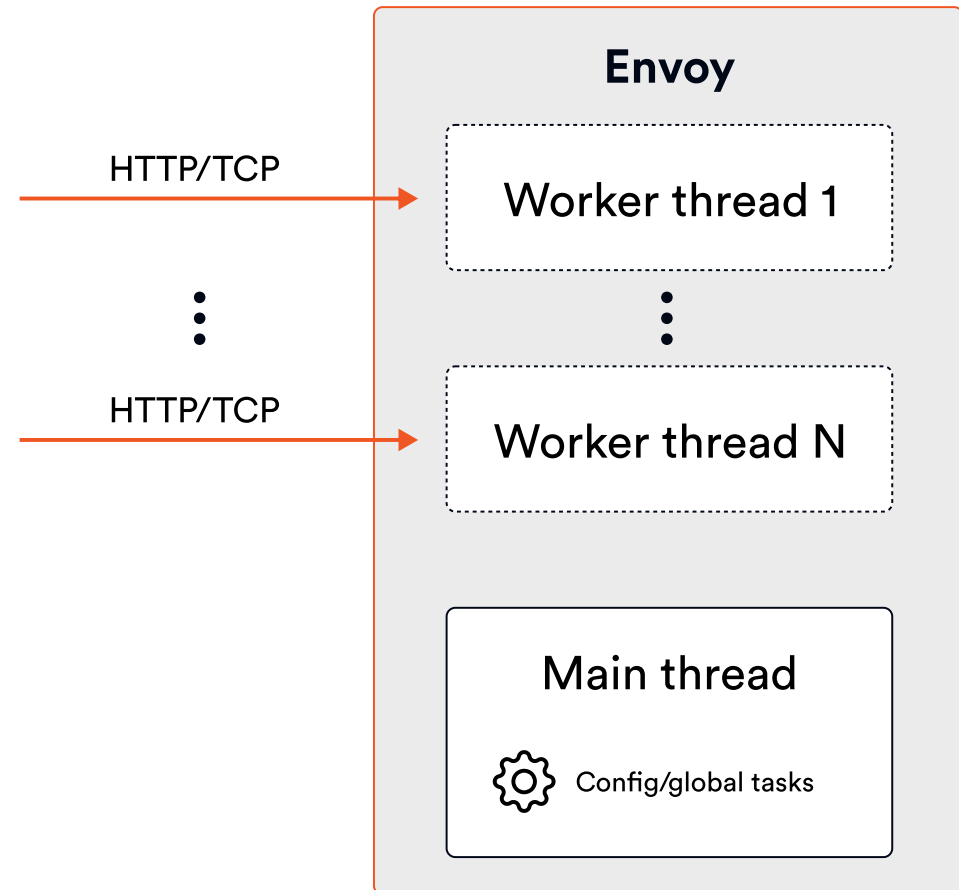 Envoy
HTTP/TCP
Worker thread 1
HTTP/TCP
Worker thread N
Main thread
Config/global tasks